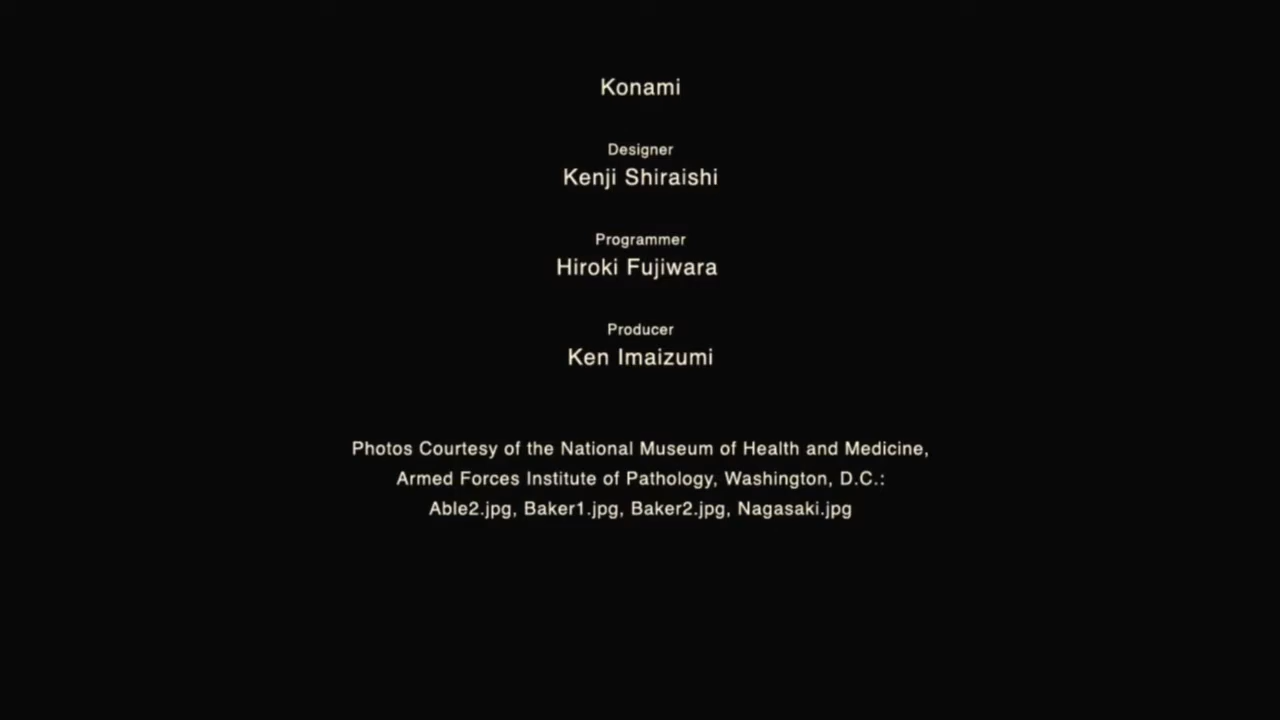 Konami
Designer
Kenji Shiraishi
Programmer
Hiroki Fujiwara
Producer
Ken Imaizumi
Photos Courtesy of the National Museum of Health and Medicine,
Armed Forces Institute of Pathology, Washington, D.C.:
Able2.jpg, Baker1.jpg, Baker2.jpg, Nagasaki.jpg